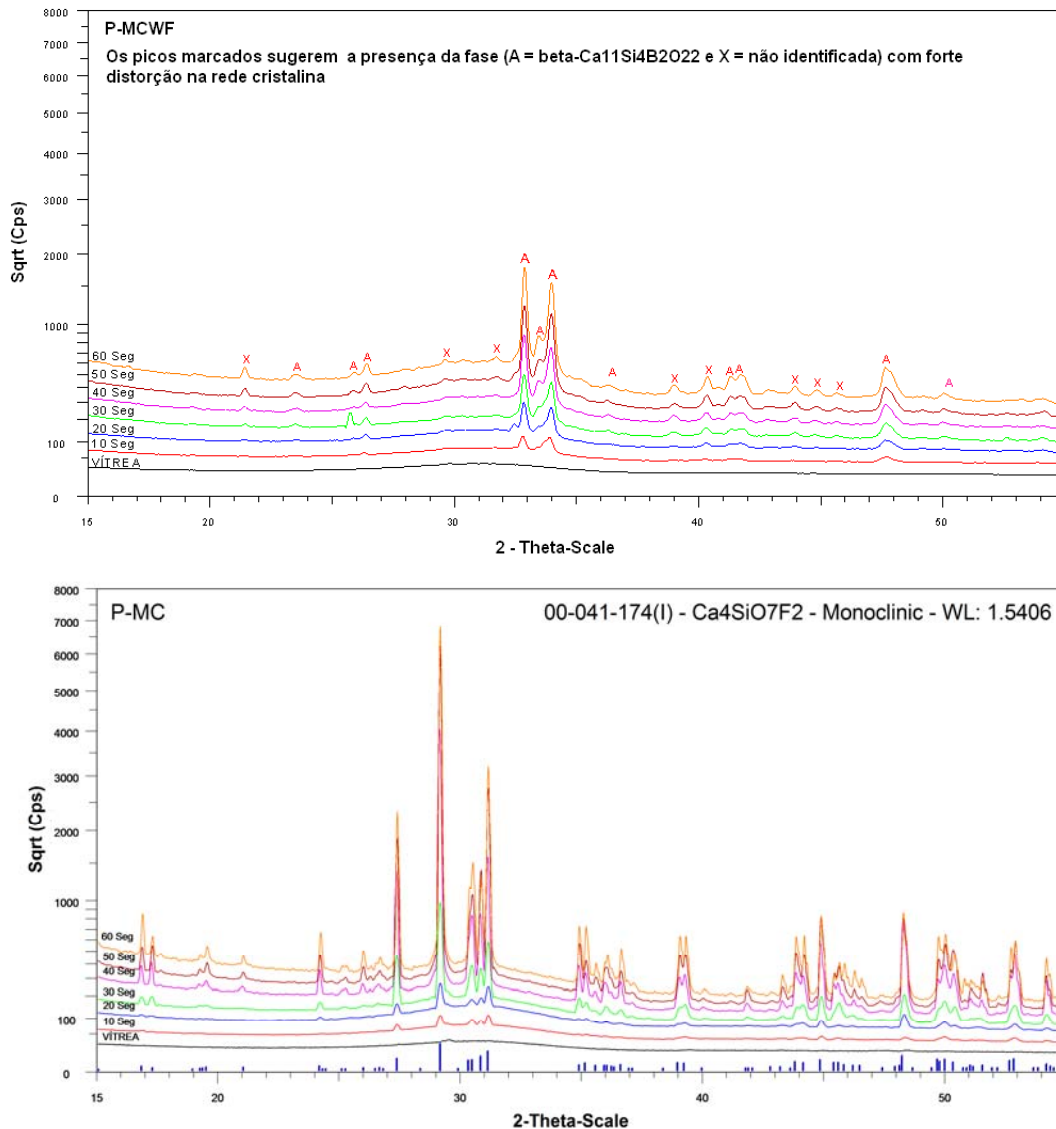 P-MCWF
Os picos marcados sugerem a presença da fase (A = beta-Ca11Si4B2O22 e X = não identificada) com forte
distorção na rede cristalina
8000
7000
6000
5000
4000
3000
2000
1000
100
0
Sqrt (Cps)
60 Seg
50 Seg
40 Seg
30 Seg
20 Seg
10 Seg
VÍTREA
X A A A X X A A A A X X A A X X X A A
15 20 30 40 50
2 - Theta-Scale
P-MC
00-041-174(I) - Ca4SiO7F2 - Monoclinic - WL: 1.5406
8000
7000
6000
5000
4000
3000
2000
1000
100
0
Sqrt (Cps)
60 Seg
50 Seg
40 Seg
30 Seg
20 Seg
10 Seg
VÍTREA
15 20 30 40 50
2-Theta-Scale